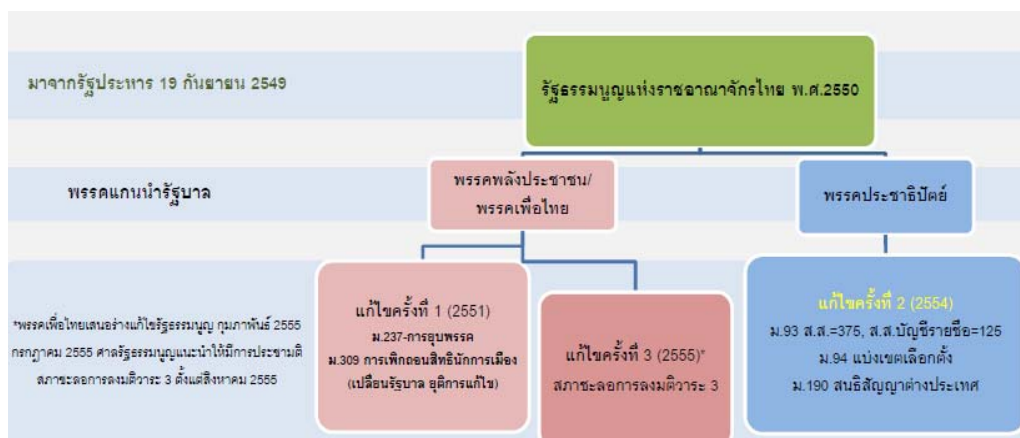 มาจากรัฐประหาร 19 กันยายน 2549
รัฐธรรมนูญแห่งราชอาณาจักรไทย พ.ศ.2550
พรรคแกนนำรัฐบาล
พรรคพลังประชาชน/
พรรคเพื่อไทย
พรรคประชาธิปัตย์
*พรรคเพื่อไทยเสนอร่างแก้ไขรัฐธรรมนูญ กุมภาพันธ์ 2555
กรกฎาคม 2555 ศาลรัฐธรรมนูญแนะนำให้มีการประชามติ
สภาชะลอการลงมติวาระ 3 ตั้งแต่สิงหาคม 2555
แก้ไขครั้งที่ 1 (2551)
ม.237-การยุบพรรค
ม.309 การเพิกถอนสิทธินักการเมือง
(เปลี่ยนรัฐบาล ยุติการแก้ไข)
แก้ไขครั้งที่ 3 (2555)*
สภาชะลอการลงมติวาระ 3
แก้ไขครั้งที่ 2 (2554)
ม.93 ส.ส.=375, ส.ส.บัญชีรายชื่อ=125
ม.94 แบ่งเขตเลือกตั้ง
ม.190 สนธิสัญญาต่างประเทศ